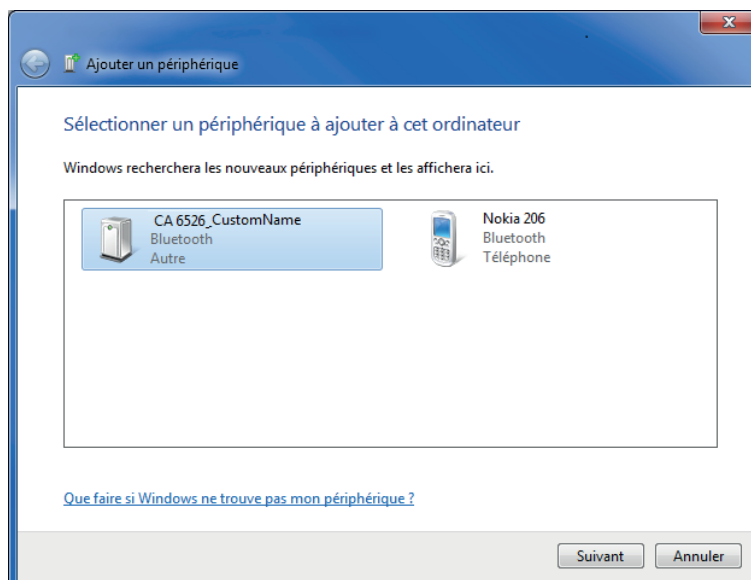 Ajouter un périphérique
Sélectionner un périphérique à ajouter à cet ordinateur
Windows recherchera les nouveaux périphériques et les affichera ici.
CA 6526_CustomName
Bluetooth
Autre
Nokia 206
Bluetooth
Téléphone
Que faire si Windows ne trouve pas mon périphérique ?
Suivant
Annuler